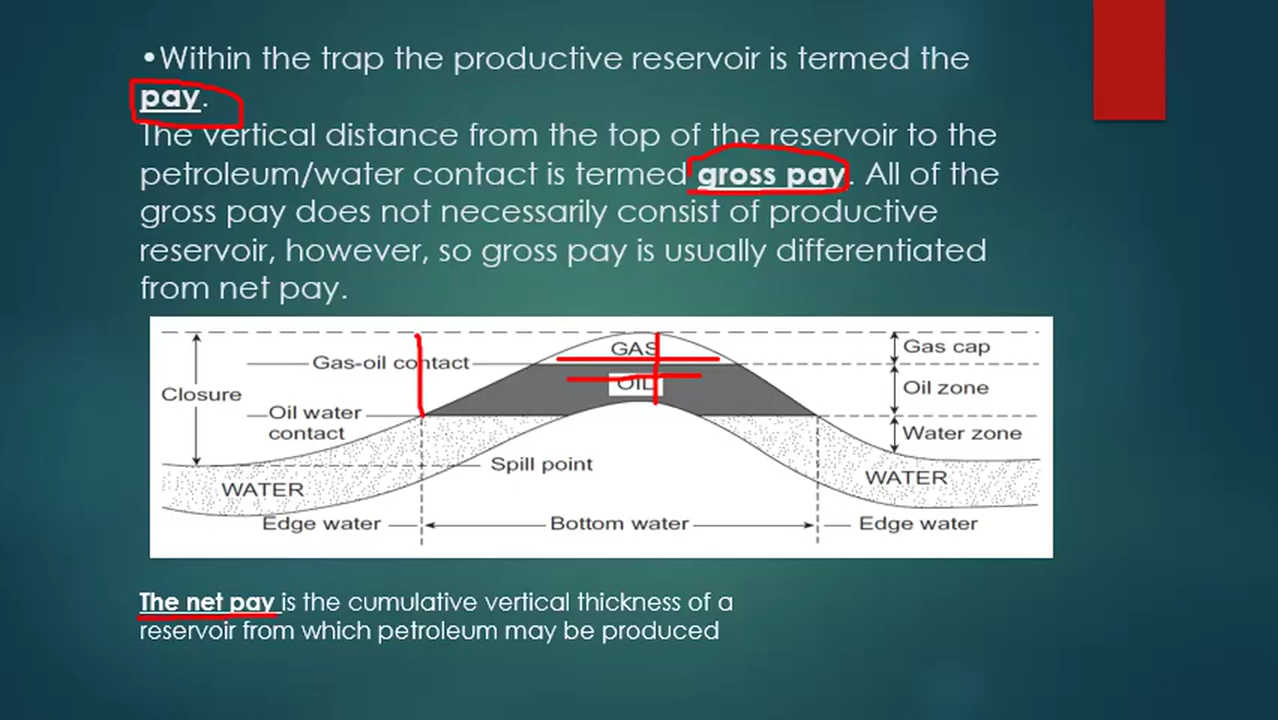 •Within the trap the productive reservoir is termed the
pay.
The vertical distance from the top of the reservoir to the
petroleum/water contact is termed gross pay. All of the
gross pay does not necessarily consist of productive
reservoir, however, so gross pay is usually differentiated
from net pay.
GAS
Gas cap
Gas-oil contact
OIL
Oil zone
Closure
Oil water
contact
Water zone
Spill point
WATER
WATER
Edge water
Bottom water
Edge water
The net pay is the cumulative vertical thickness of a
reservoir from which petroleum may be produced